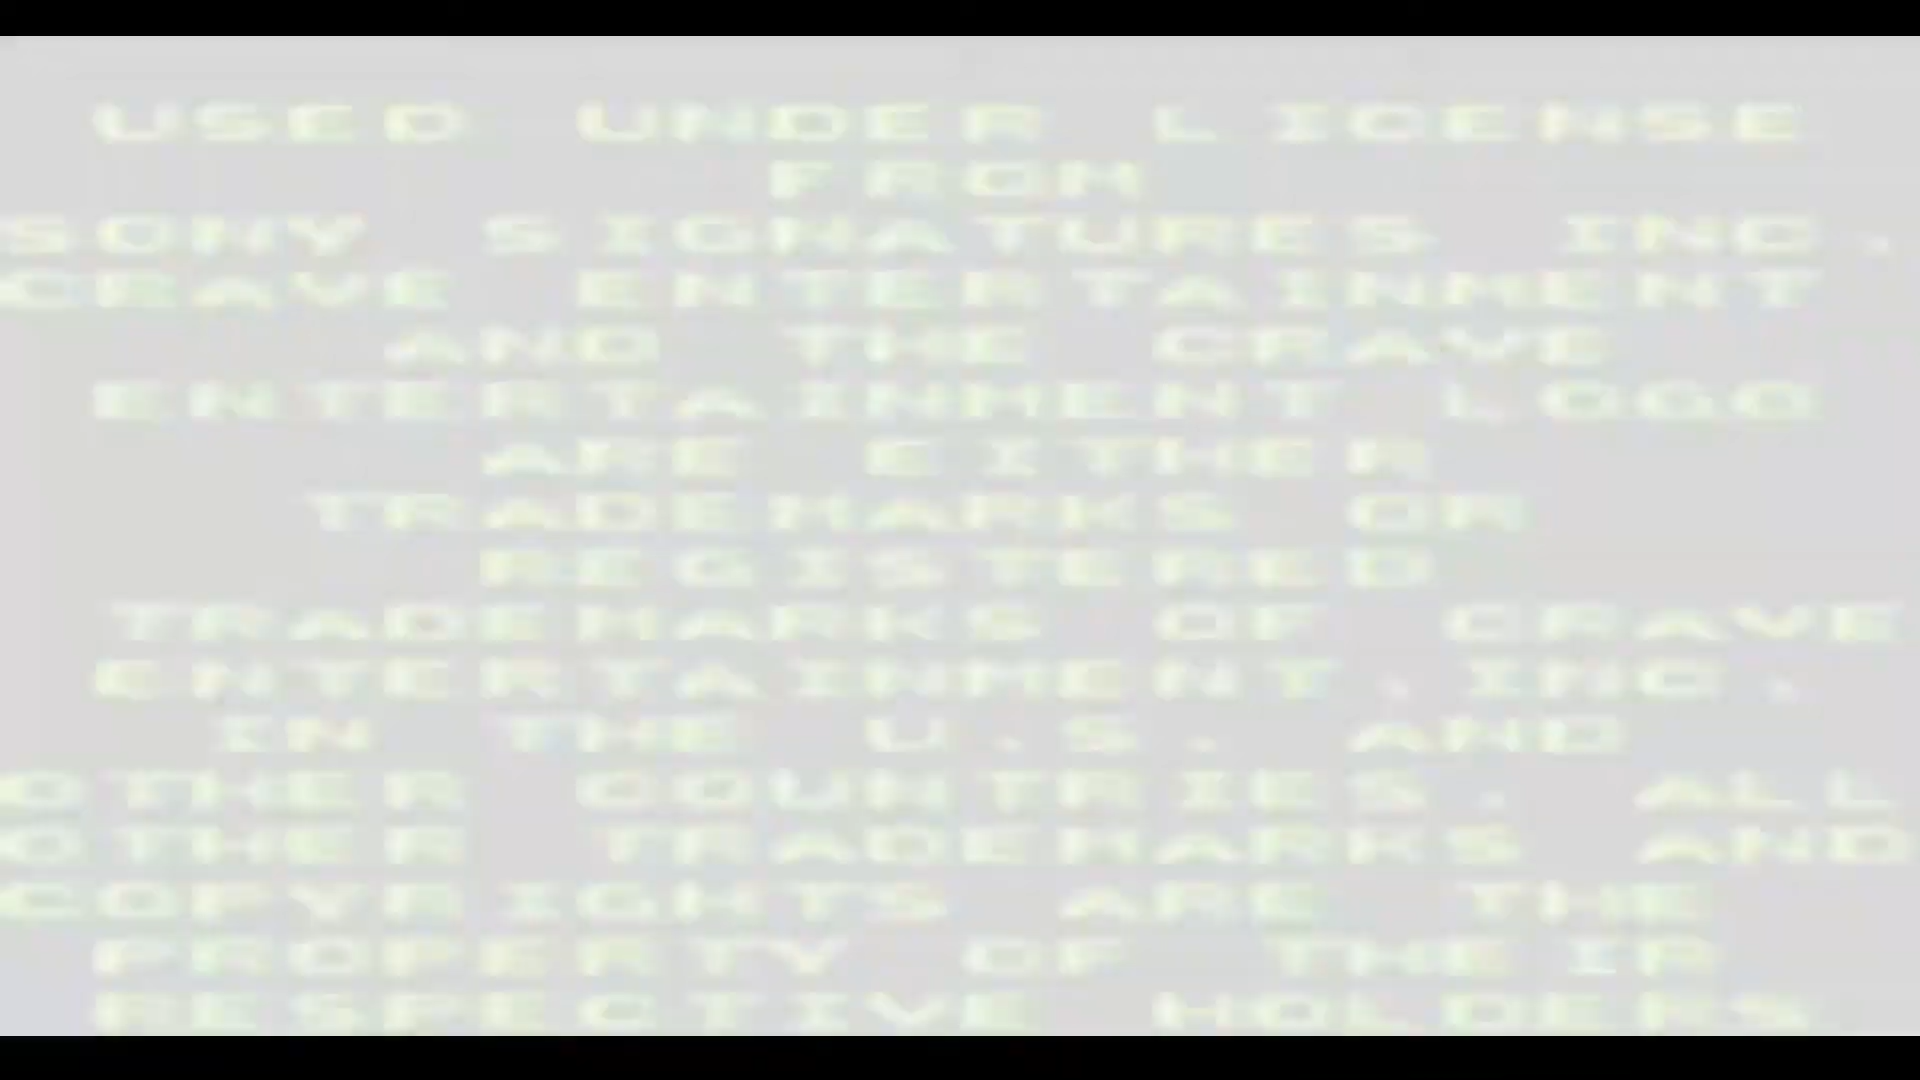 USED UNDER LICENSE
FROM
SONY SIGNATURES INC.
CRAVE ENTERTAINMENT
AND THE CRAVE
ENTERTAINMENT LOGO
ARE EITHER
TRADEMARKS OR
REGISTERED
TRADEMARKS OF CRAVE
ENTERTAINMENT,INC.
IN THE U.S. AND
OTHER COUNTRIES. ALL
OTHER TRADEMARKS AND
COPYRIGHTS ARE THE
PROPERTY OF THEIR
RESPECTIVE HOLDERS